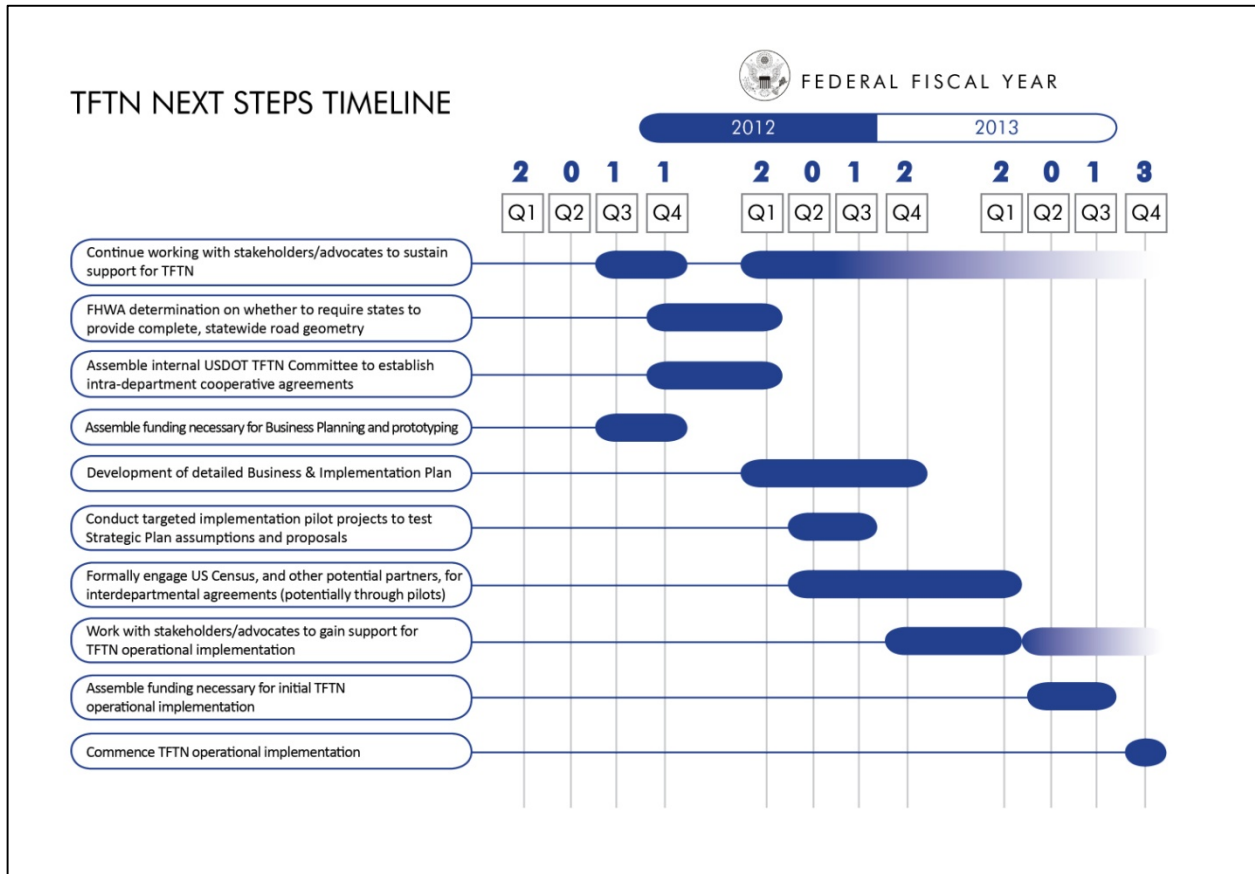 TFTN NEXT STEPS TIMELINE
FEDERAL FISCAL YEAR
2012 2013
2 0 1 1 2 0 1 2 2 0 1 3
Q1 Q2 Q3 Q4 Q1 Q2 Q3 Q4 Q1 Q2 Q3 Q4
Continue working with stakeholders/advocates to sustain
support for TFTN
FHWA determination on whether to require states to
provide complete, statewide road geometry
Assemble internal USDOT TFTN Committee to establish
intra-department cooperative agreements
Assemble funding necessary for Business Planning and prototyping
Development of detailed Business & Implementation Plan
Conduct targeted implementation pilot projects to test
Strategic Plan assumptions and proposals
Formally engage US Census, and other potential partners, for
interdepartmental agreements (potentially through pilots)
Work with stakeholders/advocates to gain support for
TFTN operational implementation
Assemble funding necessary for initial TFTN
operational implementation
Commence TFTN operational implementation